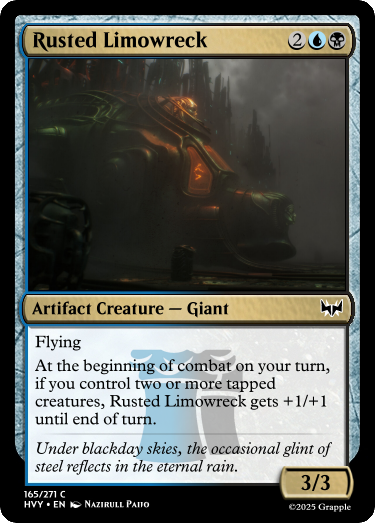 Rusted Limowreck 2
Artifact Creature — Giant
Flying
At the beginning of combat on your turn,
if you control two or more tapped
creatures, Rusted Limowreck gets +1/+1
until end of turn.
Under blackday skies, the occasional glint of
steel reflects in the eternal rain.
3/3
165/271 C
HVY • EN Nazirull Paijo
©2025 Grapple